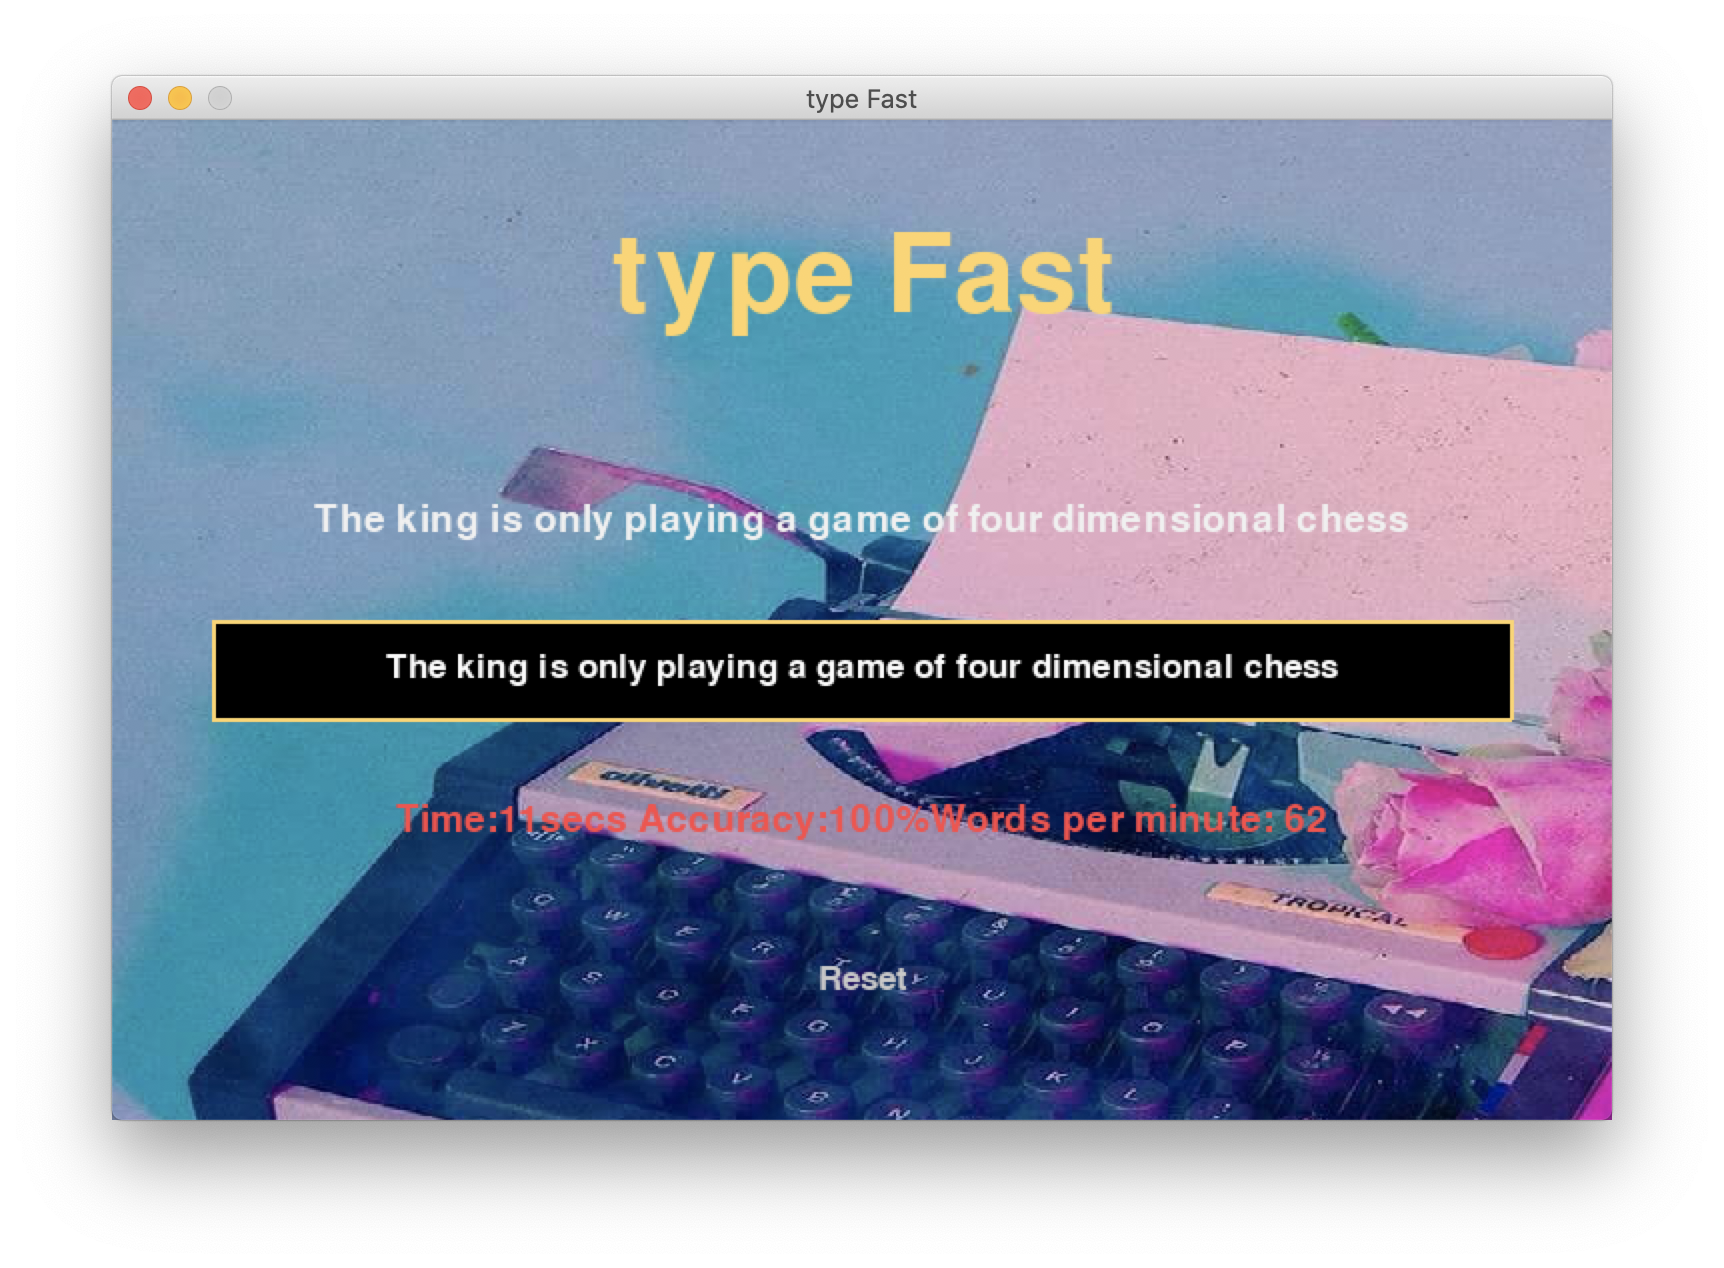 type Fast
type Fast
The king is only playing a game of four dimensional chess
The king is only playing a game of four dimensional chess
olivetti
Time:11secs Accuracy:100%Words per minute: 62
TROPICAL
Q W E R T Y U I O P
Reset
A S D F G H J K L
Z X C V B N